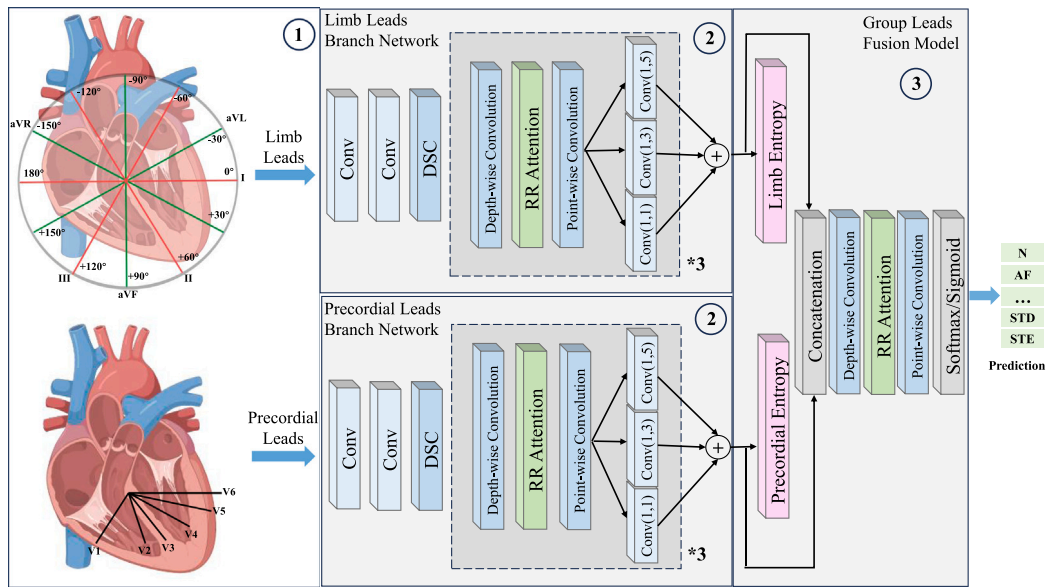 1
-90°
-120°
-60°
aVR
-150°
aVL
-30°
180°
0°
I
+150°
+30°
+120°
+60°
III
+90°
II
aVF
Limb
Leads
V6
V5
V4
V3
V2
V1
Precordial
Leads
Limb Leads
Branch Network
2
Conv
Conv
DSC
Depth-wise Convolution
RR Attention
Point-wise Convolution
Conv(1,5)
Conv(1,3)
Conv(1,1)
+
*3
Precordial Leads
Branch Network
2
Conv
Conv
DSC
Depth-wise Convolution
RR Attention
Point-wise Convolution
Conv(1,5)
Conv(1,3)
Conv(1,1)
+
*3
Group Leads
Fusion Model
3
Limb Entropy
Precordial Entropy
Concatenation
Depth-wise Convolution
RR Attention
Point-wise Convolution
Softmax/Sigmoid
N
AF
...
STD
STE
Prediction